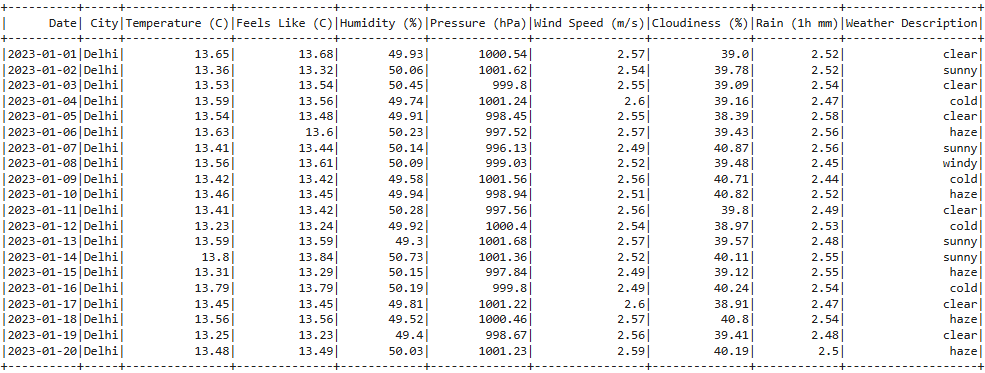 +----------+-----+---------------+--------------+------------+--------------+----------------+--------------+------------+-------------------+
|      Date| City|Temperature (C)|Feels Like (C)|Humidity (%)|Pressure (hPa)|Wind Speed (m/s)|Cloudiness (%)|Rain (1h mm)|Weather Description|
+----------+-----+---------------+--------------+------------+--------------+----------------+--------------+------------+-------------------+
|2023-01-01|Delhi|          13.65|         13.68|       49.93|       1000.54|            2.57|          39.0|        2.52|              clear|
|2023-01-02|Delhi|          13.36|         13.32|       50.06|       1001.62|            2.54|         39.78|        2.52|              sunny|
|2023-01-03|Delhi|          13.53|         13.54|       50.45|         999.8|            2.55|         39.09|        2.54|              clear|
|2023-01-04|Delhi|          13.59|         13.56|       49.74|       1001.24|             2.6|         39.16|        2.47|               cold|
|2023-01-05|Delhi|          13.54|         13.48|       49.91|        998.45|            2.55|         38.39|        2.58|              clear|
|2023-01-06|Delhi|          13.63|          13.6|       50.23|        997.52|            2.57|         39.43|        2.56|               haze|
|2023-01-07|Delhi|          13.41|         13.44|       50.14|        996.13|            2.49|         40.87|        2.56|              sunny|
|2023-01-08|Delhi|          13.56|         13.61|       50.09|        999.03|            2.52|         39.48|        2.45|              windy|
|2023-01-09|Delhi|          13.42|         13.42|       49.58|       1001.56|            2.56|         40.71|        2.44|               cold|
|2023-01-10|Delhi|          13.46|         13.45|       49.94|        998.94|            2.51|         40.82|        2.52|               haze|
|2023-01-11|Delhi|          13.41|         13.42|       50.28|        997.56|            2.56|          39.8|        2.49|              clear|
|2023-01-12|Delhi|          13.23|         13.24|       49.92|        1000.4|            2.54|         38.97|        2.53|               cold|
|2023-01-13|Delhi|          13.59|         13.59|        49.3|       1001.68|            2.57|         39.57|        2.48|              sunny|
|2023-01-14|Delhi|           13.8|         13.84|       50.73|       1001.36|            2.52|         40.11|        2.55|              sunny|
|2023-01-15|Delhi|          13.31|         13.29|       50.15|        997.84|            2.49|         39.12|        2.55|               haze|
|2023-01-16|Delhi|          13.79|         13.79|       50.19|         999.8|            2.49|         40.24|        2.54|               cold|
|2023-01-17|Delhi|          13.45|         13.45|       49.81|       1001.22|             2.6|         38.91|        2.47|              clear|
|2023-01-18|Delhi|          13.56|         13.56|       49.52|       1000.46|            2.57|          40.8|        2.54|               haze|
|2023-01-19|Delhi|          13.25|         13.23|        49.4|        998.67|            2.56|         39.41|        2.48|              clear|
|2023-01-20|Delhi|          13.48|         13.49|       50.03|       1001.23|            2.59|         40.19|         2.5|               haze|
+----------+-----+---------------+--------------+------------+--------------+----------------+--------------+------------+-------------------+